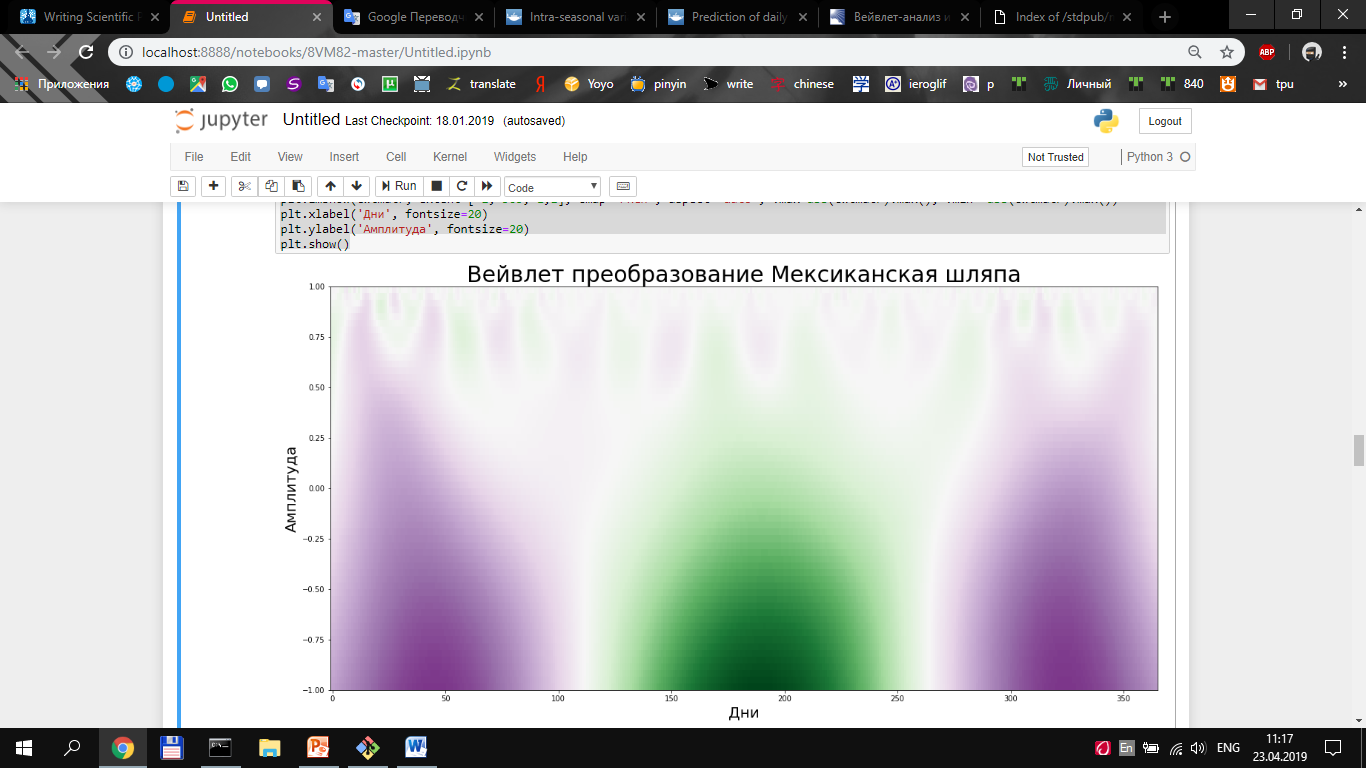 Writing Scientific P
Untitled
Google Переводч
Intra-seasonal vari
Prediction of daily
Вейвлет-анализ и
Index of /stdpub/m
localhost:8888/notebooks/8VM82-master/Untitled.ipynb
ABP
Приложения
translate
Yoyo
pinyin
write
chinese
ieroglif
р
Личный
840
tpu
»
jupyter Untitled Last Checkpoint: 18.01.2019 (autosaved)
Logout
File Edit View Insert Cell Kernel Widgets Help
Not Trusted
Python 3
Run
Code
plt.xlabel('Дни', fontsize=20)
plt.ylabel('Амплитуда', fontsize=20)
plt.show()
Вейвлет преобразование Мексиканская шляпа
1.00
0.75
0.50
0.25
0.00
−0.25
−0.50
−0.75
−1.00
Амплитуда
0 50 100 150 200 250 300 350
Дни
En
ENG
11:17
23.04.2019